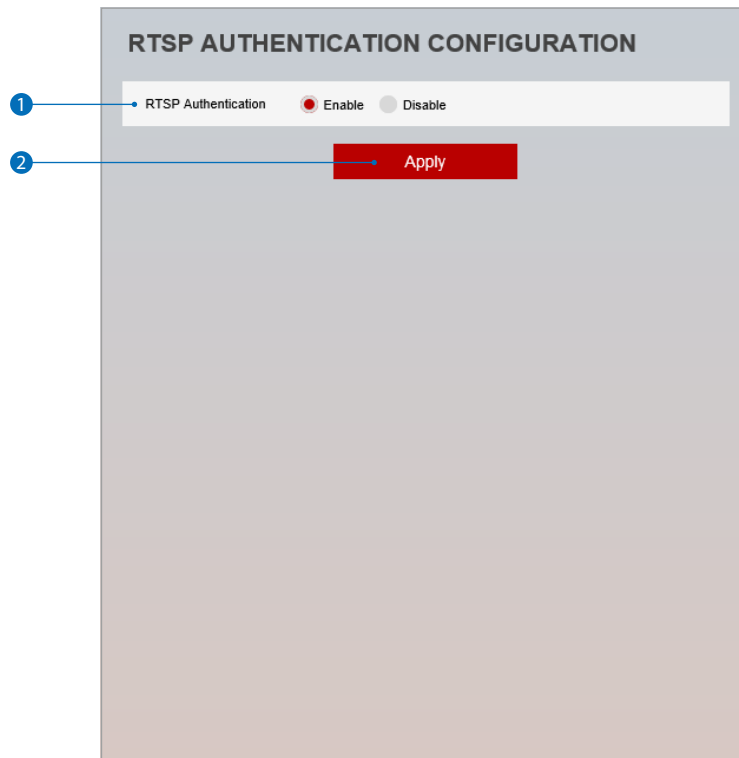 RTSP AUTHENTICATION CONFIGURATION
1 RTSP Authentication Enable Disable
2 Apply